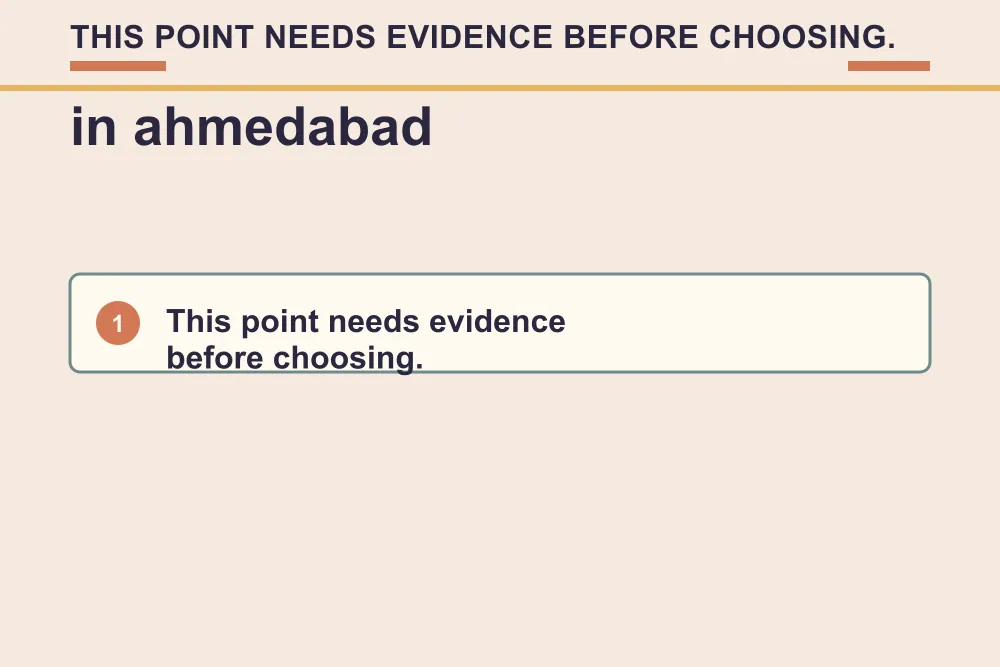 THIS POINT NEEDS EVIDENCE BEFORE CHOOSING.
in ahmedabad
1
This point needs evidence
before choosing.